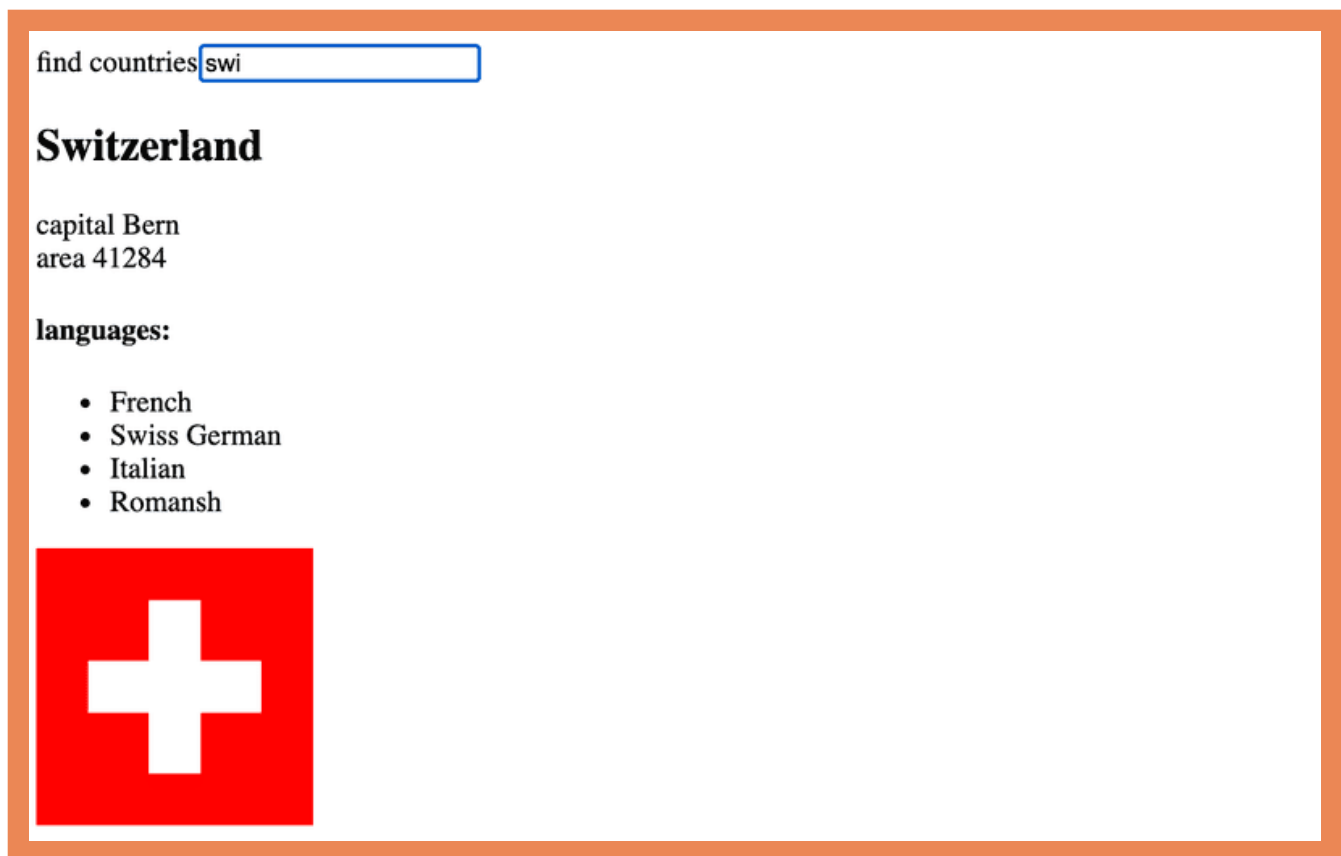 find countries swi
Switzerland
capital Bern
area 41284
languages:
French
Swiss German
Italian
Romansh